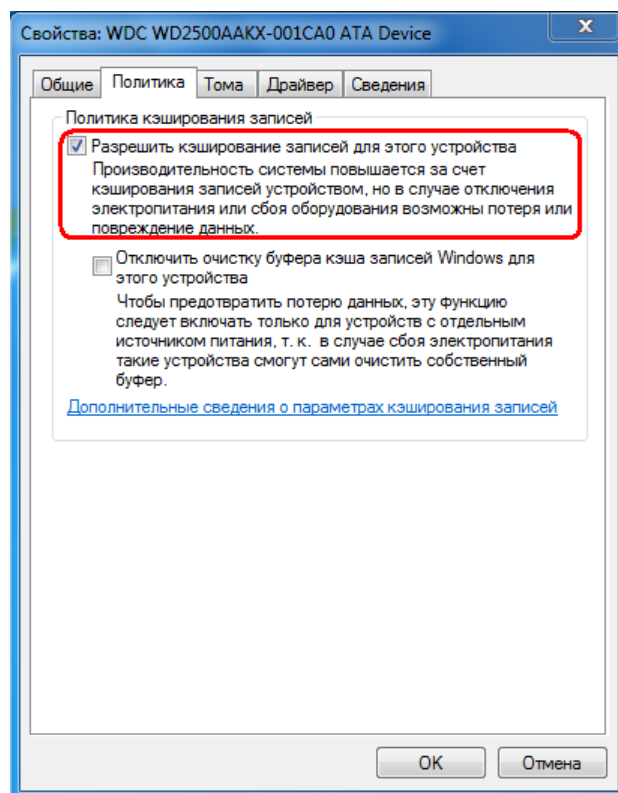 Свойства: WDC WD2500AAKX-001CA0 ATA Device
X
Общие Политика Тома Драйвер Сведения
Политика кэширования записей
Разрешить кэширование записей для этого устройства
Производительность системы повышается за счет
кэширования записей устройством, но в случае отключения
электропитания или сбоя оборудования возможны потеря или
повреждение данных.
Отключить очистку буфера кэша записей Windows для
этого устройства
Чтобы предотвратить потерю данных, эту функцию
следует включать только для устройств с отдельным
источником питания, т. к. в случае сбоя электропитания
такие устройства смогут сами очистить собственный
буфер.
Дополнительные сведения о параметрах кэширования записей
OK Отмена